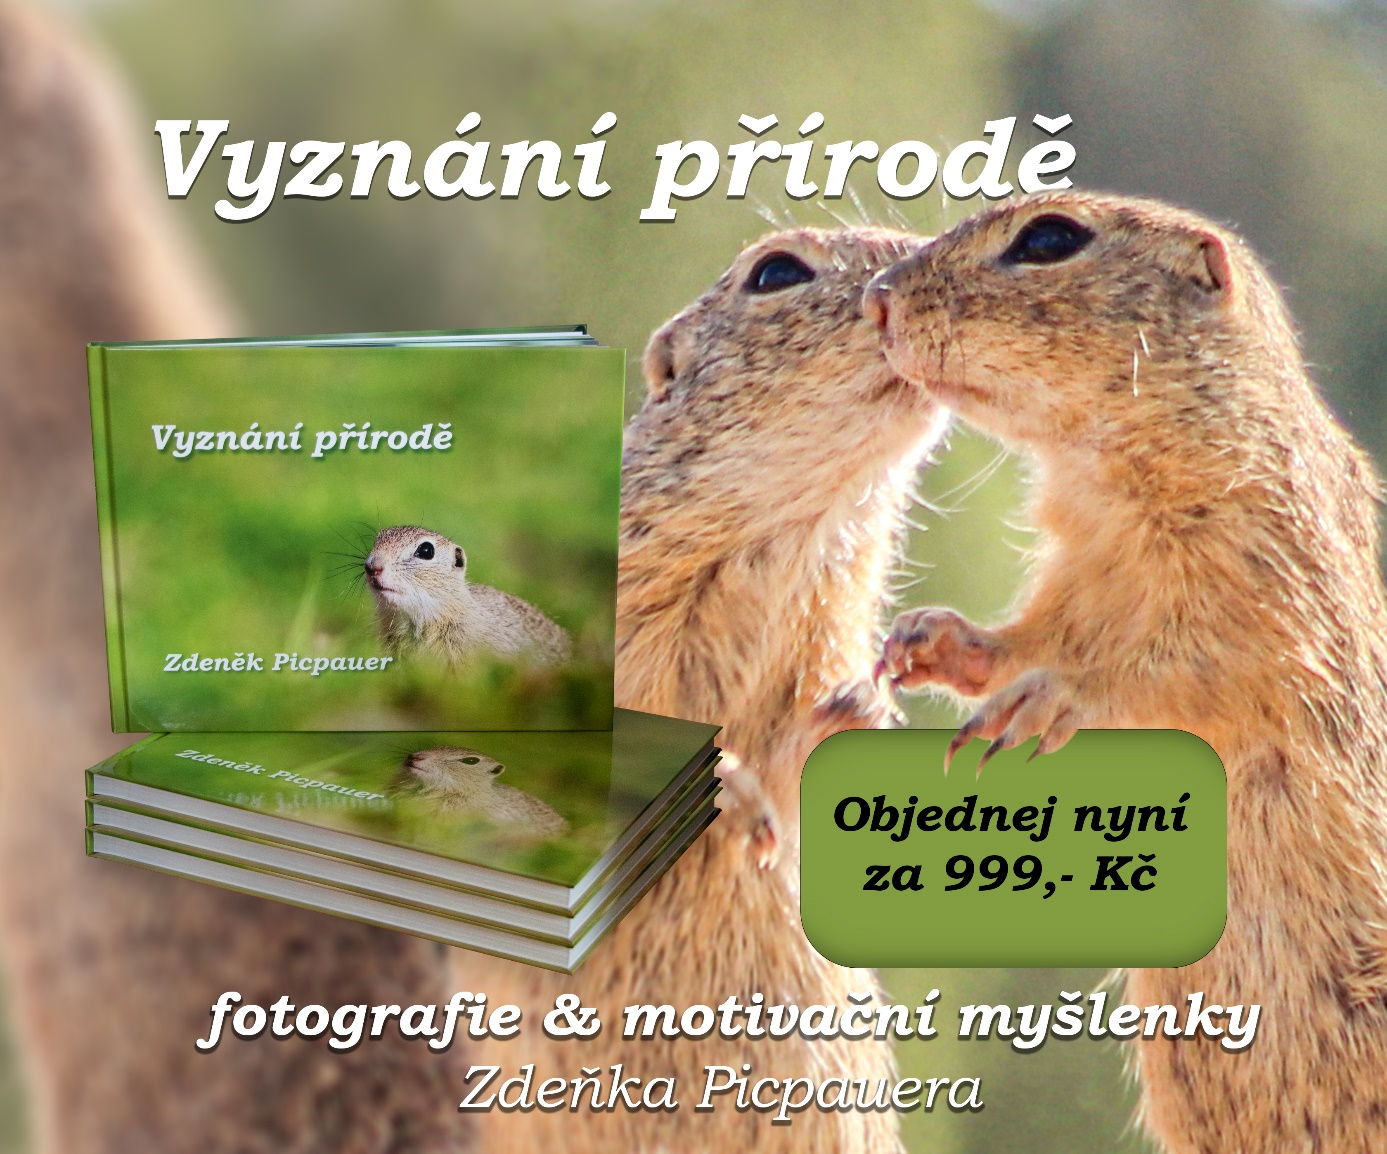 Vyznání přírodě
Vyznání přírodě
Zdeněk Picpauer
Zdeněk Picpauer
Objednej nyní
za 999,- Kč
fotografie & motivační myšlenky
Zdeňka Picpauera